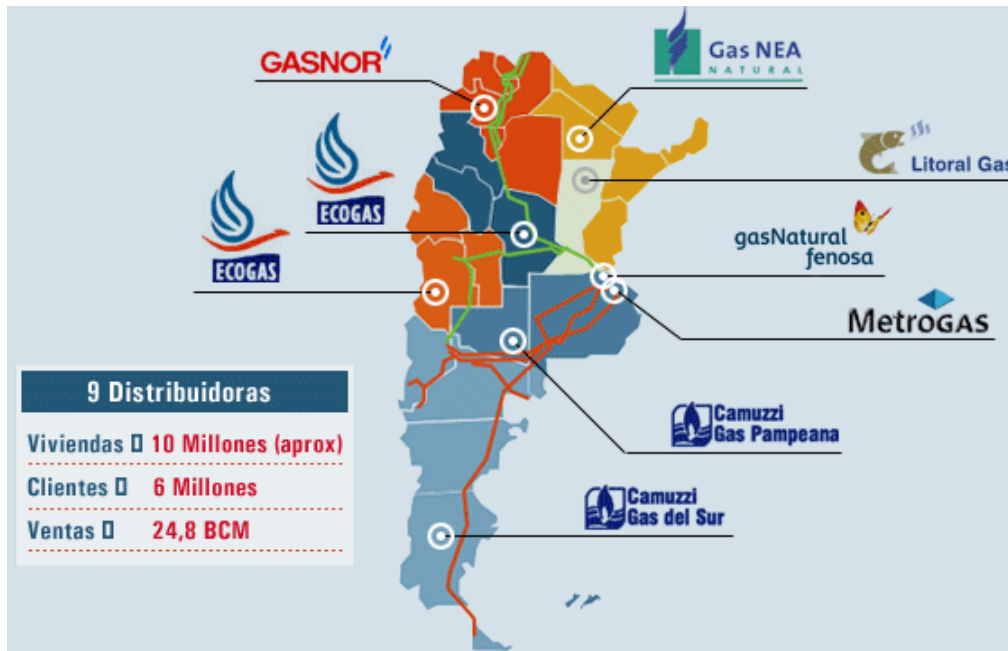 GASNOR
Gas NEA
NATURAL
ECOGAS
Litoral Gas
ECOGAS
gasNatural
fenosa
METROGAS
9 Distribuidoras
Viviendas 10 Millones (aprox)
Clientes 6 Millones
Ventas 24,8 BCM
Camuzzi
Gas Pampeana
Camuzzi
Gas del Sur